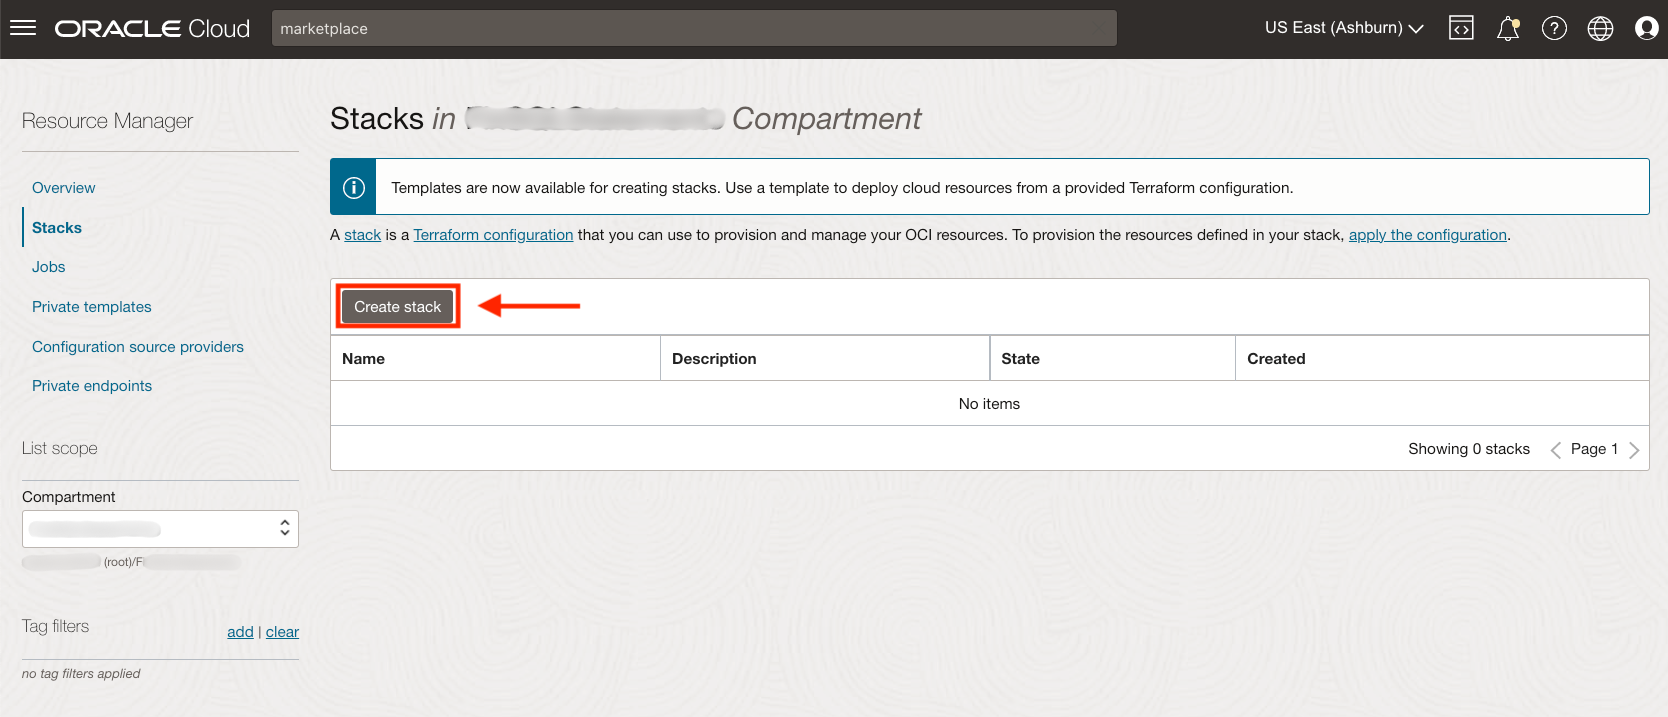 ORACLE Cloud
marketplace
US East (Ashburn)
Resource Manager
Overview
Stacks
Jobs
Private templates
Configuration source providers
Private endpoints
List scope
Compartment
(root)/
Tag filters
add | clear
no tag filters applied
Stacks in Compartment
Templates are now available for creating stacks. Use a template to deploy cloud resources from a provided Terraform configuration.
A stack is a Terraform configuration that you can use to provision and manage your OCI resources. To provision the resources defined in your stack, apply the configuration.
Create stack
Name Description State Created
No items
Showing 0 stacks Page 1